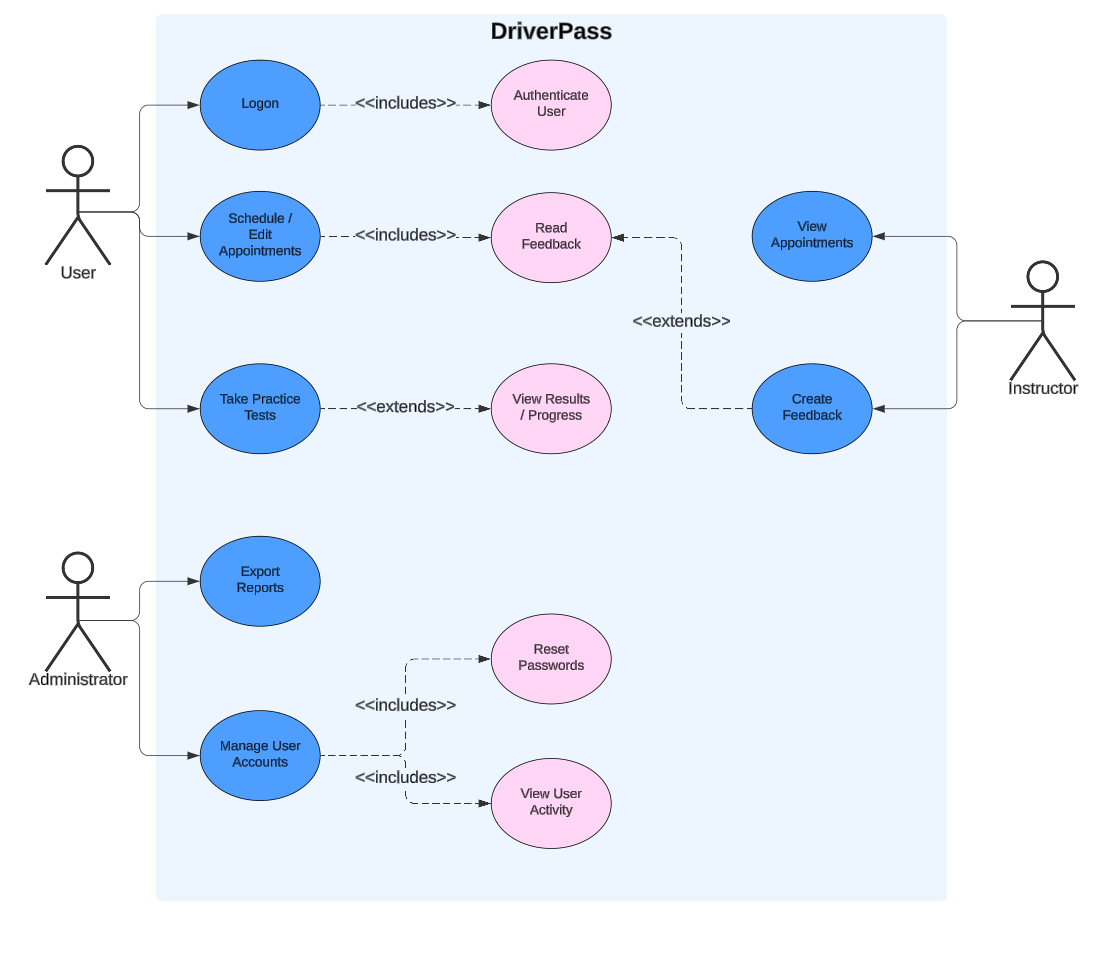 DriverPass
Logon
<<includes>>
Authenticate
User
User
Schedule /
Edit
Appointments
<<includes>>
Read
Feedback
View
Appointments
<<extends>>
Instructor
Take Practice
Tests
<<extends>>
View Results
/ Progress
Create
Feedback
Administrator
Export
Reports
Manage User
Accounts
<<includes>>
Reset
Passwords
<<includes>>
View User
Activity